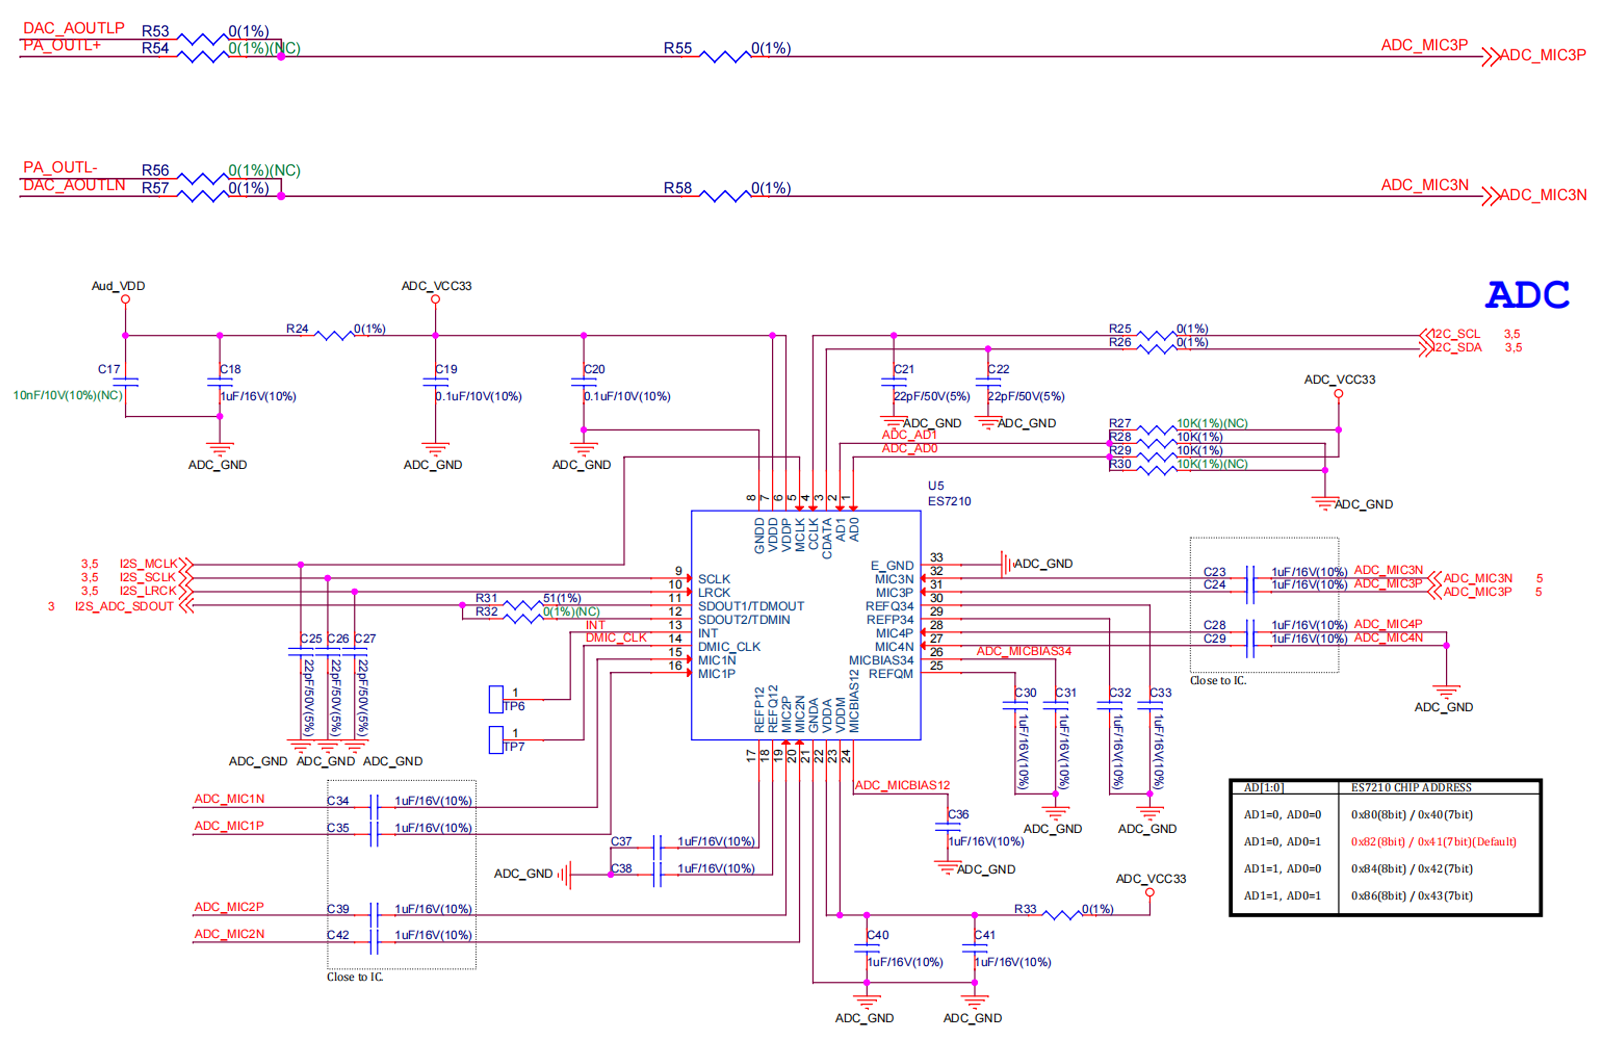 DAC_AOUTLP R53 0(1%)
PA_OUTL+ R54 0(1%)(NC) R55 0(1%) ADC_MIC3P ADC_MIC3P
PA_OUTL- R56 0(1%)(NC)
DAC_AOUTLN R57 0(1%) R58 0(1%) ADC_MIC3N ADC_MIC3N
Aud_VDD ADC_VCC33 ADC
R24 0(1%) R25 0(1%) I2C_SCL 3,5
R26 0(1%) I2C_SDA 3,5
C17 C18 C19 C20 C21 C22 ADC_VCC33
10nF/10V(10%)(NC) 1uF/16V(10%) 0.1uF/10V(10%) 0.1uF/10V(10%) 22pF/50V(5%) 22pF/50V(5%)
ADC_GND ADC_GND R27 10K(1%)(NC)
ADC_AD1 R28 10K(1%)
ADC_AD0 R29 10K(1%)
ADC_GND ADC_GND ADC_GND R30 10K(1%)(NC)
U5
ES7210 ADC_GND
8 7 6 5 4 3 2 1
GNDD VDDD VDDP MCLK CCLK CDATA AD1 AD0
3,5 I2S_MCLK E_GND 33 ADC_GND
3,5 I2S_SCLK 9 SCLK MIC3N 32 C23 1uF/16V(10%) ADC_MIC3N ADC_MIC3N 5
3,5 I2S_LRCK 10 LRCK MIC3P 31 C24 1uF/16V(10%) ADC_MIC3P ADC_MIC3P 5
3 I2S_ADC_SDOUT R31 51(1%) 11 SDOUT1/TDMOUT REFQ34 30
R32 0(1%)(NC) 12 SDOUT2/TDMIN REFP34 29
INT 13 INT MIC4P 28 C28 1uF/16V(10%) ADC_MIC4P
DMIC_CLK 14 DMIC_CLK MIC4N 27 C29 1uF/16V(10%) ADC_MIC4N
15 MIC1N MICBIAS34 26 ADC_MICBIAS34
16 MIC1P REFQM 25
Close to IC.
C25 C26 C27
22pF/50V(5%) 22pF/50V(5%) 22pF/50V(5%)
C30 C31 C32 C33
1uF/16V(10%) 1uF/16V(10%) 1uF/16V(10%) 1uF/16V(10%)
1 TP6
1 TP7
ADC_GND
REFP12 REFQ12 MIC2P MIC2N GNDA VDDA VDDM MICBIAS12
17 18 19 20 21 22 23 24
ADC_GND ADC_GND ADC_GND
ADC_MICBIAS12
ADC_MIC1N C34 1uF/16V(10%)
ADC_MIC1P C35 1uF/16V(10%)
C36
1uF/16V(10%)
ADC_GND
ADC_GND ADC_GND
C37 1uF/16V(10%)
ADC_GND C38 1uF/16V(10%)
ADC_MIC2P C39 1uF/16V(10%)
ADC_MIC2N C42 1uF/16V(10%)
Close to IC.
ADC_VCC33
R33 0(1%)
C40 C41
1uF/16V(10%) 1uF/16V(10%)
ADC_GND ADC_GND
AD[1:0] ES7210 CHIP ADDRESS
AD1=0, AD0=0 0x80(8bit) / 0x40(7bit)
AD1=0, AD0=1 0x82(8bit) / 0x41(7bit)(Default)
AD1=1, AD0=0 0x84(8bit) / 0x42(7bit)
AD1=1, AD0=1 0x86(8bit) / 0x43(7bit)